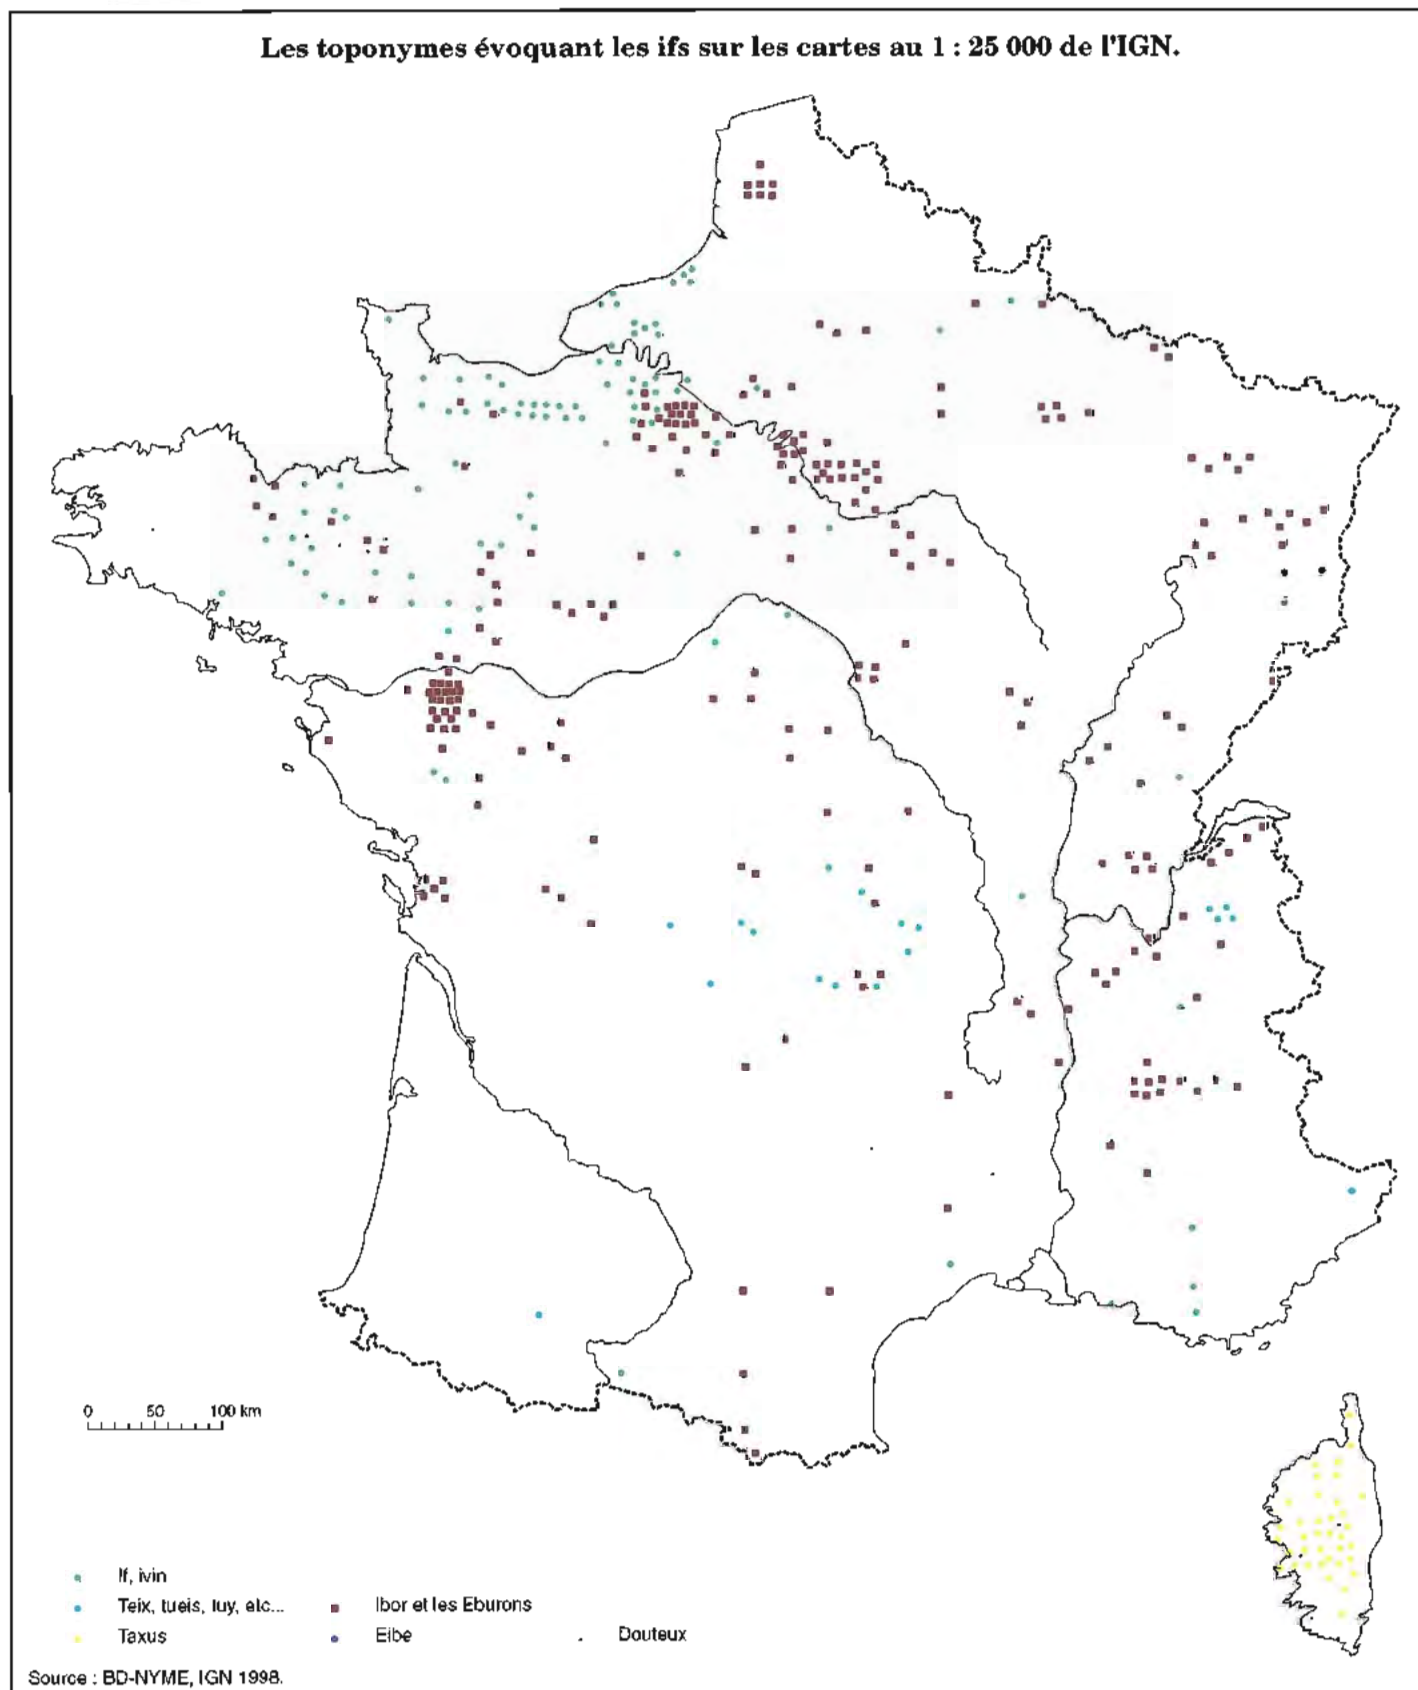 Les toponymes évoquant les ifs sur les cartes au 1 : 25 000 de l'IGN.
0 50 100 km
If, ivin
Teix, tueis, tuy, etc...
Ibor et les Eburons
Taxus
Eibe
Douteux
Source : BD-NYME, IGN 1998.